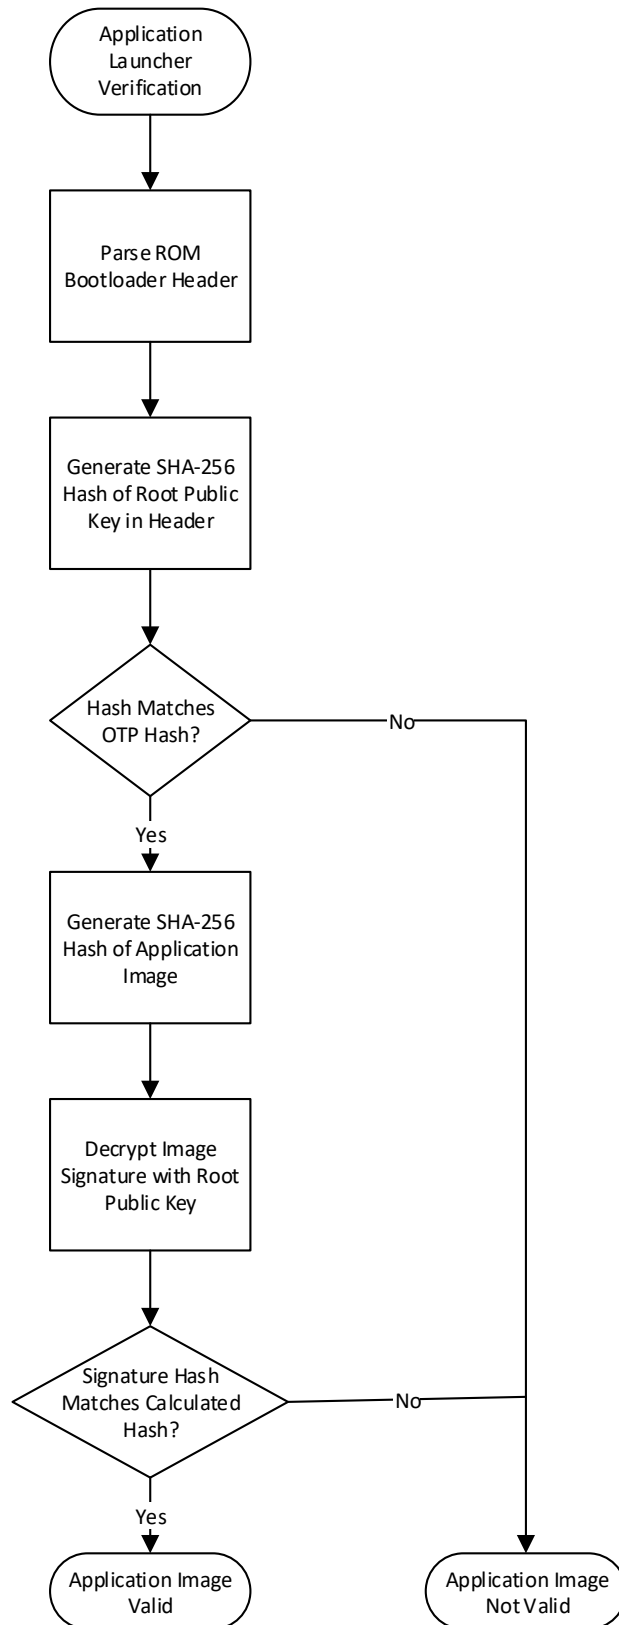 Application
Launcher
Verification
Parse ROM
Bootloader Header
Generate SHA-256
Hash of Root Public
Key in Header
Hash Matches
OTP Hash?
No
Yes
Generate SHA-256
Hash of Application
Image
Decrypt Image
Signature with Root
Public Key
Signature Hash
Matches Calculated
Hash?
No
Yes
Application Image
Valid
Application Image
Not Valid